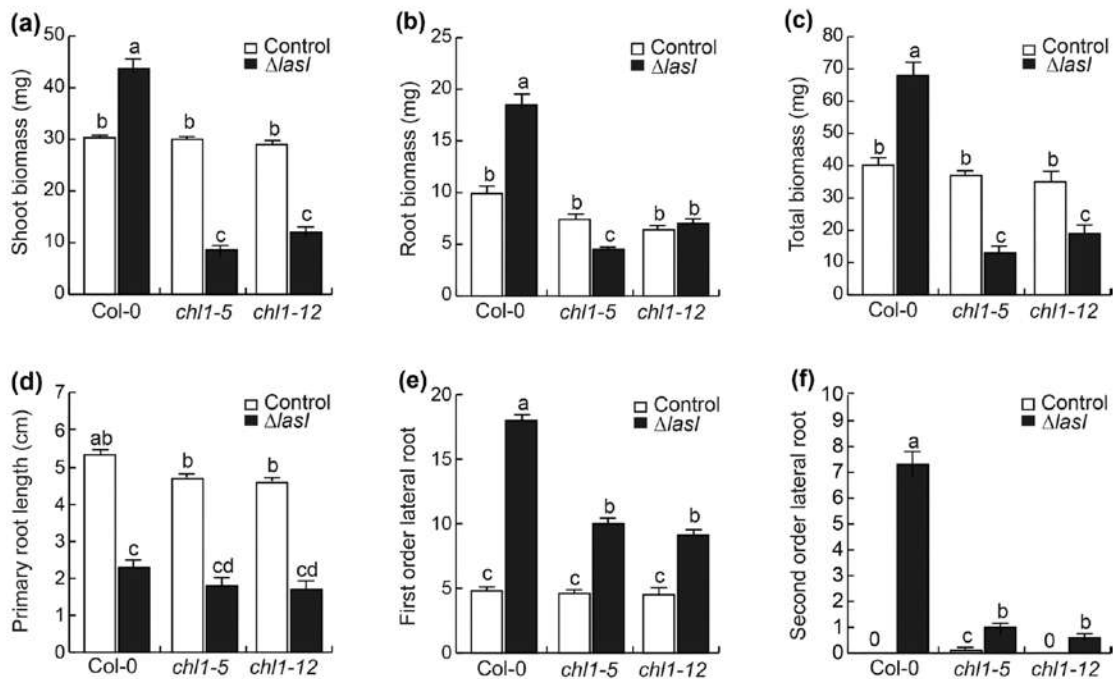 (a)
Shoot biomass (mg)
50
40
30
20
10
0
Control
ΔlasI
b
a
b
c
b
c
Col-0
chl1-5
chl1-12
(b)
Root biomass (mg)
25
20
15
10
5
0
Control
ΔlasI
b
a
b
c
b
b
Col-0
chl1-5
chl1-12
(c)
Total biomass (mg)
80
70
60
50
40
30
20
10
0
Control
ΔlasI
b
a
b
c
b
c
Col-0
chl1-5
chl1-12
(d)
Primary root length (cm)
7
6
5
4
3
2
1
0
Control
ΔlasI
ab
c
b
cd
b
cd
Col-0
chl1-5
chl1-12
(e)
First order lateral root
20
15
10
5
0
Control
ΔlasI
c
a
c
b
c
b
Col-0
chl1-5
chl1-12
(f)
Second order lateral root
10
9
8
7
6
5
4
3
2
1
0
Control
ΔlasI
0
a
c
b
0
b
Col-0
chl1-5
chl1-12